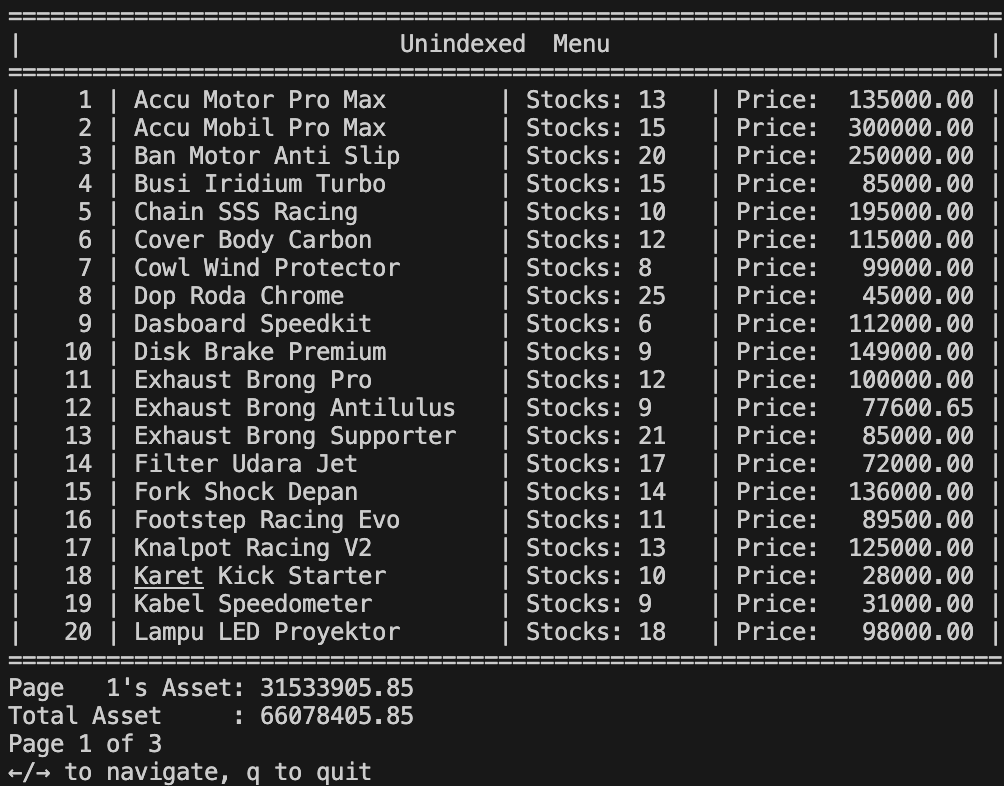 ========================================================================
|                           Unindexed  Menu                           |
========================================================================
|    1 | Accu Motor Pro Max        | Stocks: 13   | Price:  135000.00 |
|    2 | Accu Mobil Pro Max        | Stocks: 15   | Price:  300000.00 |
|    3 | Ban Motor Anti Slip       | Stocks: 20   | Price:  250000.00 |
|    4 | Busi Iridium Turbo        | Stocks: 15   | Price:   85000.00 |
|    5 | Chain SSS Racing          | Stocks: 10   | Price:  195000.00 |
|    6 | Cover Body Carbon         | Stocks: 12   | Price:  115000.00 |
|    7 | Cowl Wind Protector       | Stocks: 8    | Price:   99000.00 |
|    8 | Dop Roda Chrome           | Stocks: 25   | Price:   45000.00 |
|    9 | Dasboard Speedkit         | Stocks: 6    | Price:  112000.00 |
|   10 | Disk Brake Premium        | Stocks: 9    | Price:  149000.00 |
|   11 | Exhaust Brong Pro         | Stocks: 12   | Price:  100000.00 |
|   12 | Exhaust Brong Antilulus   | Stocks: 9    | Price:   77600.65 |
|   13 | Exhaust Brong Supporter   | Stocks: 21   | Price:   85000.00 |
|   14 | Filter Udara Jet          | Stocks: 17   | Price:   72000.00 |
|   15 | Fork Shock Depan          | Stocks: 14   | Price:  136000.00 |
|   16 | Footstep Racing Evo       | Stocks: 11   | Price:   89500.00 |
|   17 | Knalpot Racing V2         | Stocks: 13   | Price:  125000.00 |
|   18 | Karet Kick Starter        | Stocks: 10   | Price:   28000.00 |
|   19 | Kabel Speedometer         | Stocks: 9    | Price:   31000.00 |
|   20 | Lampu LED Proyektor       | Stocks: 18   | Price:   98000.00 |
========================================================================
Page   1's Asset: 31533905.85
Total Asset     : 66078405.85
Page 1 of 3
←/→ to navigate, q to quit